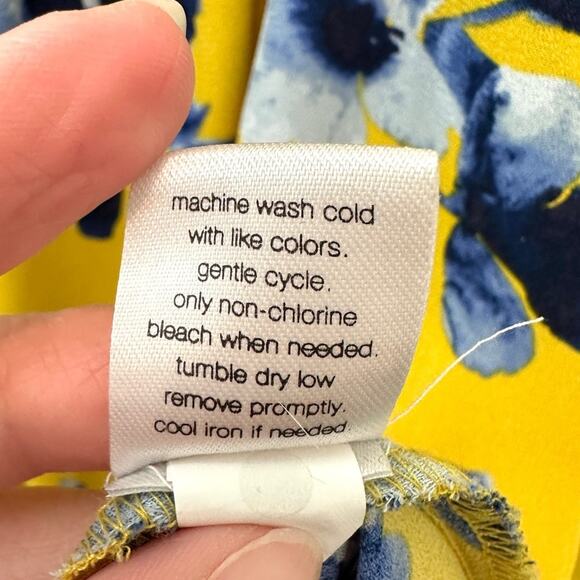 machine wash cold
with like colors.
gentle cycle.
only non-chlorine
bleach when needed.
tumble dry low
remove promptly.
cool iron if needed.